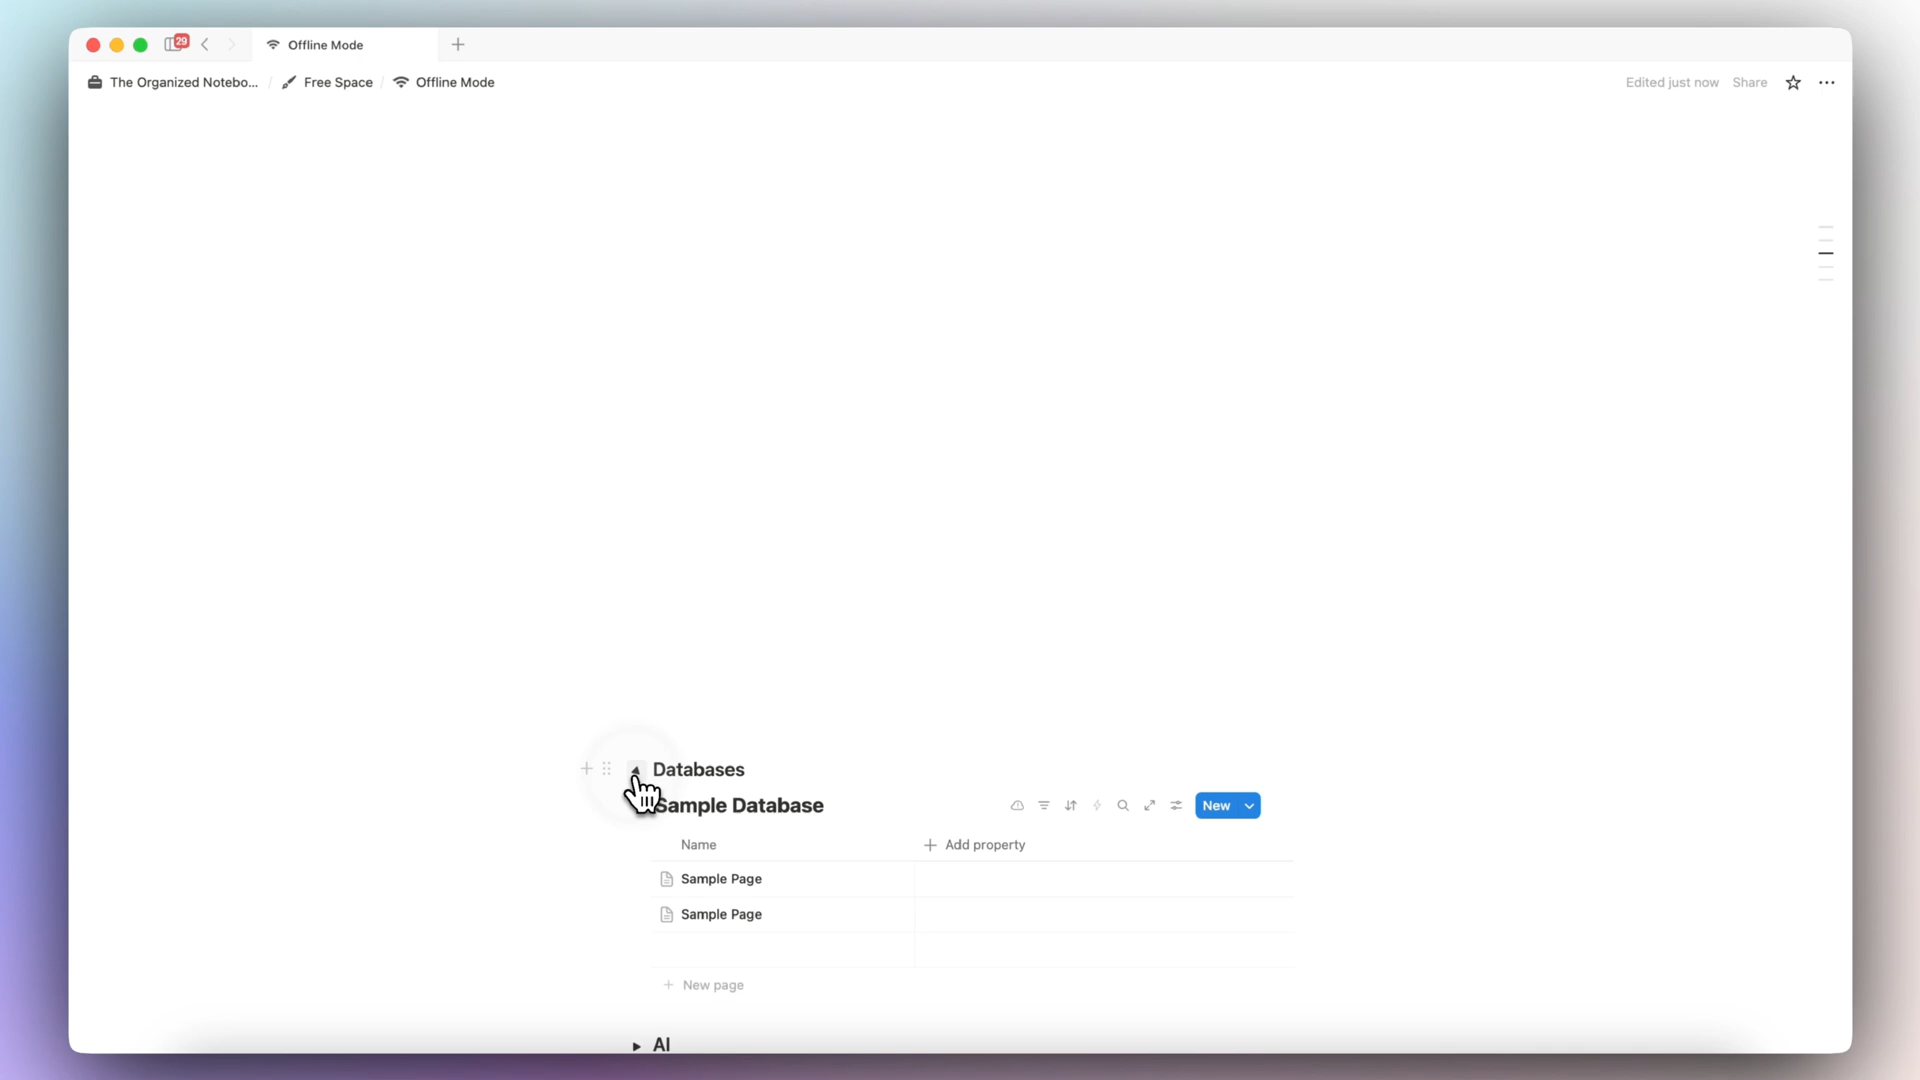 29
Offline Mode
The Organized Notebo... / Free Space / Offline Mode
Edited just now Share
Databases
Sample Database
New
Name
Add property
Sample Page
Sample Page
New page
AI